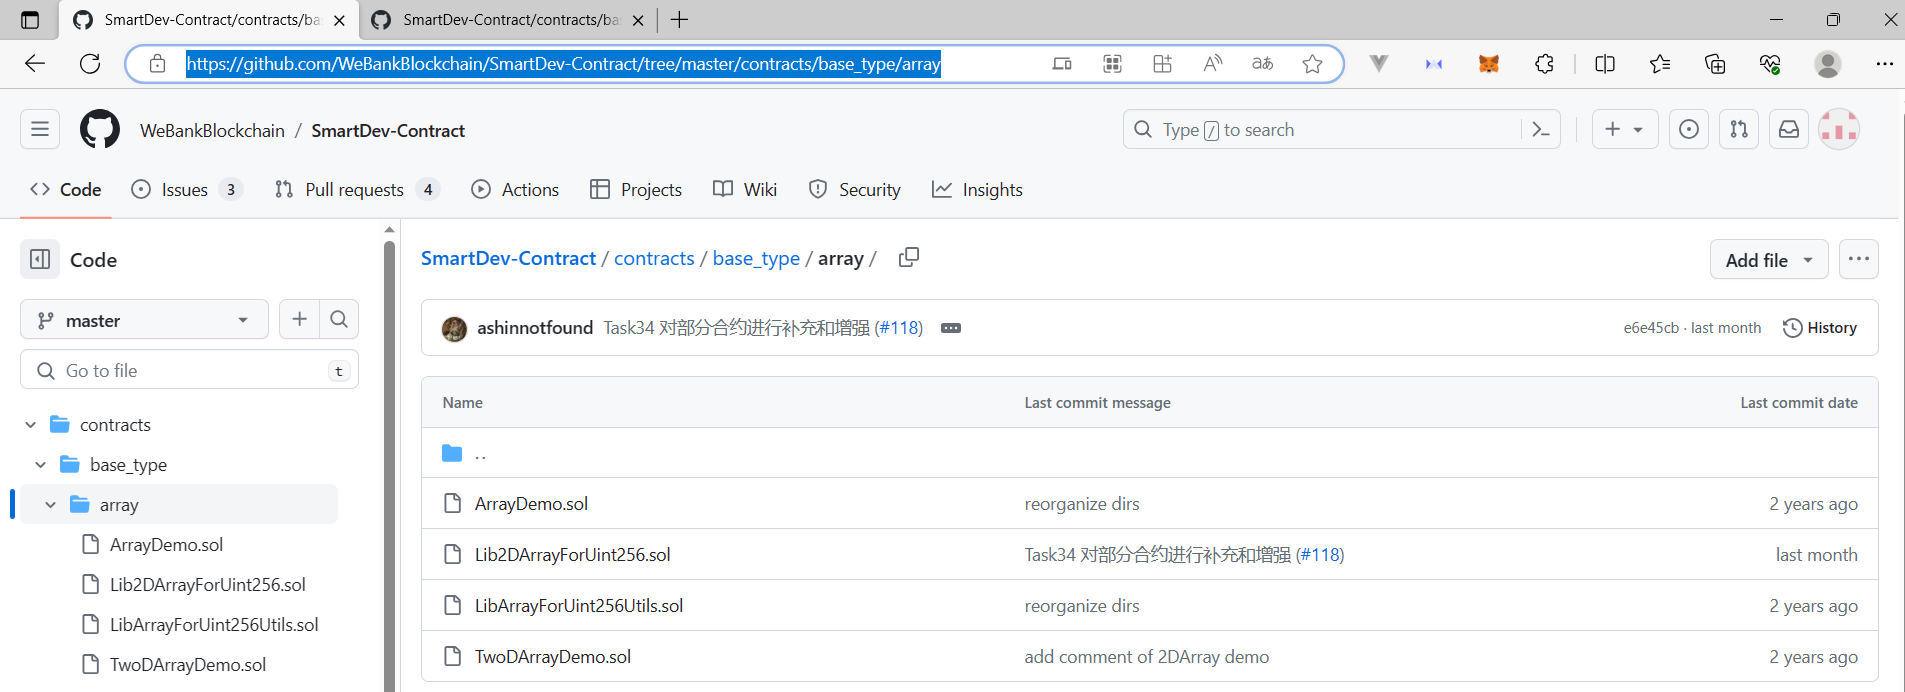 SmartDev-Contract/contracts/ba
SmartDev-Contract/contracts/ba
https://github.com/WeBankBlockchain/SmartDev-Contract/tree/master/contracts/base_type/array
WeBankBlockchain / SmartDev-Contract
Type / to search
Code
Issues 3
Pull requests 4
Actions
Projects
Wiki
Security
Insights
Code
master
Go to file
t
contracts
base_type
array
ArrayDemo.sol
Lib2DArrayForUint256.sol
LibArrayForUint256Utils.sol
TwoDArrayDemo.sol
SmartDev-Contract / contracts / base_type / array /
Add file
ashinnotfound Task34 对部分合约进行补充和增强 (#118)
e6e45cb · last month
History
Name Last commit message Last commit date
..
ArrayDemo.sol reorganize dirs 2 years ago
Lib2DArrayForUint256.sol Task34 对部分合约进行补充和增强 (#118) last month
LibArrayForUint256Utils.sol reorganize dirs 2 years ago
TwoDArrayDemo.sol add comment of 2DArray demo 2 years ago